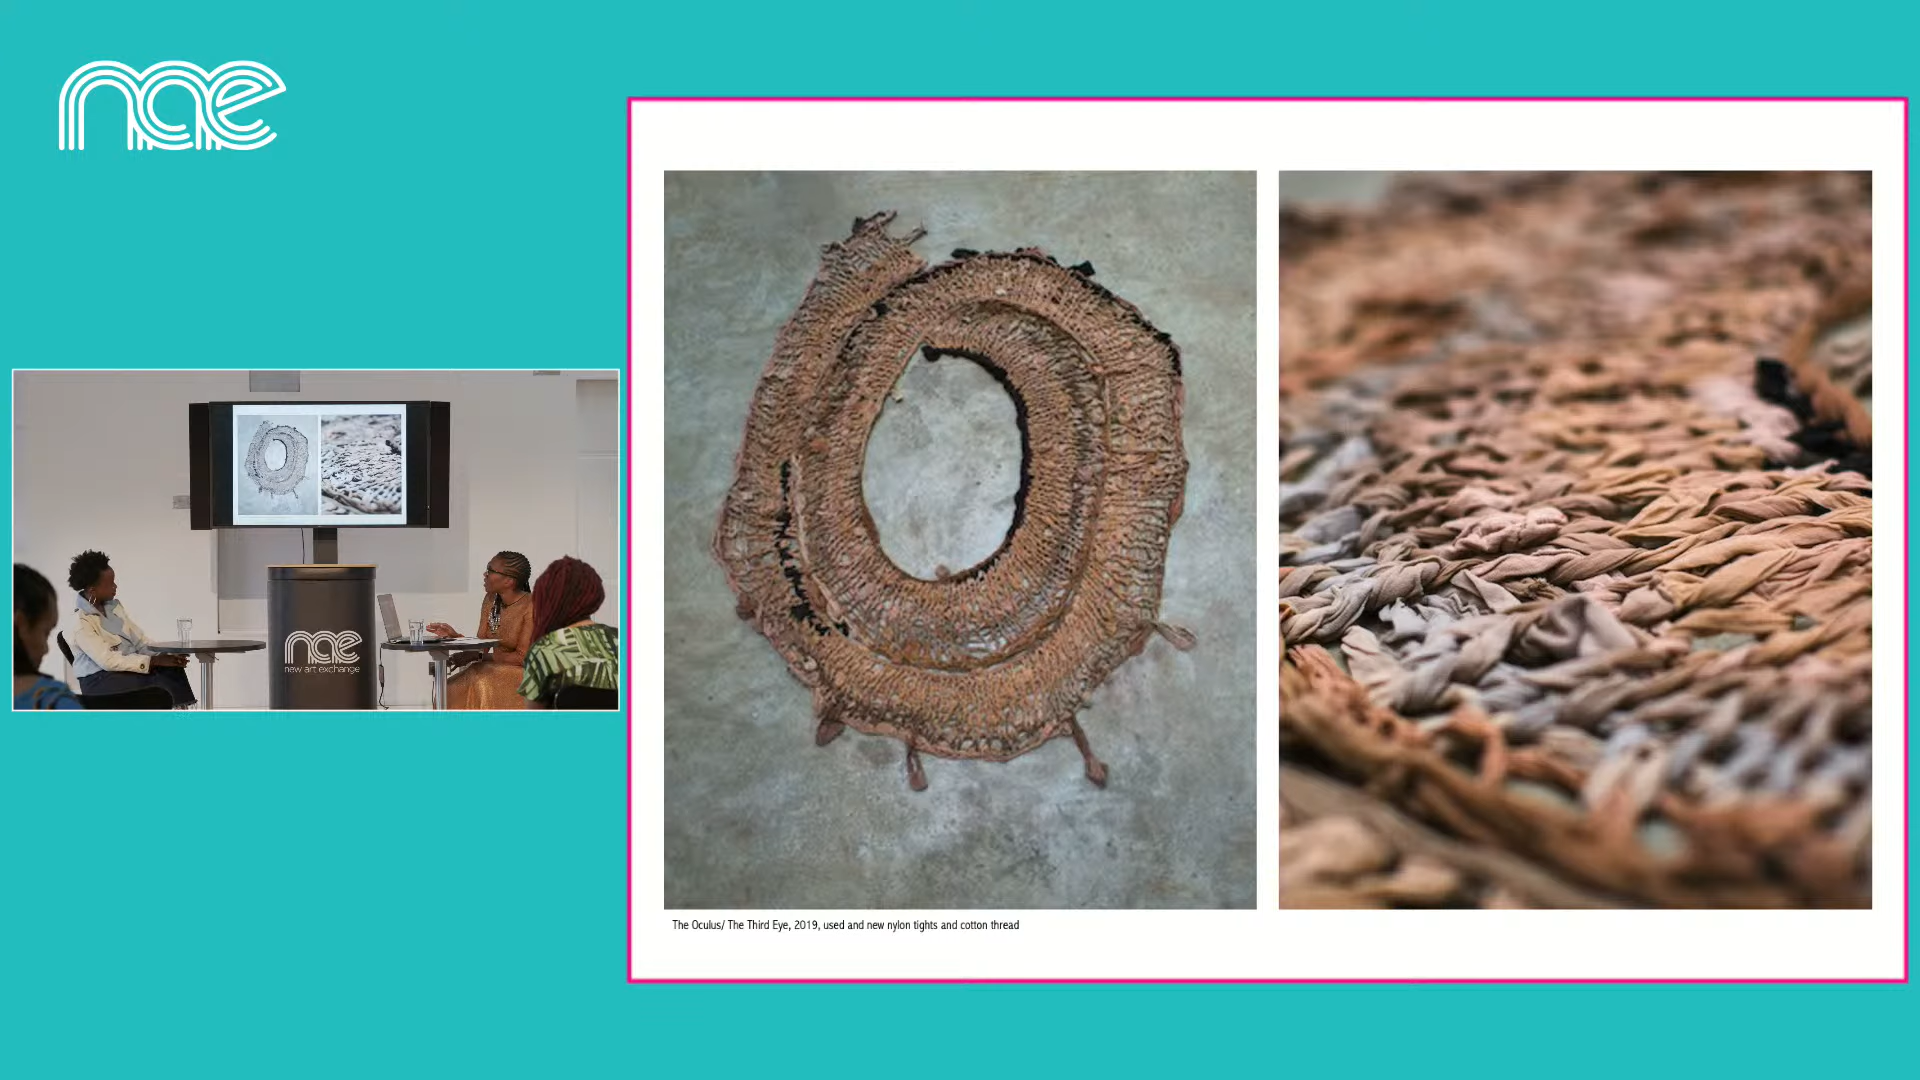 nae
nae
new art exchange
The Oculus/ The Third Eye, 2019, used and new nylon tights and cotton thread